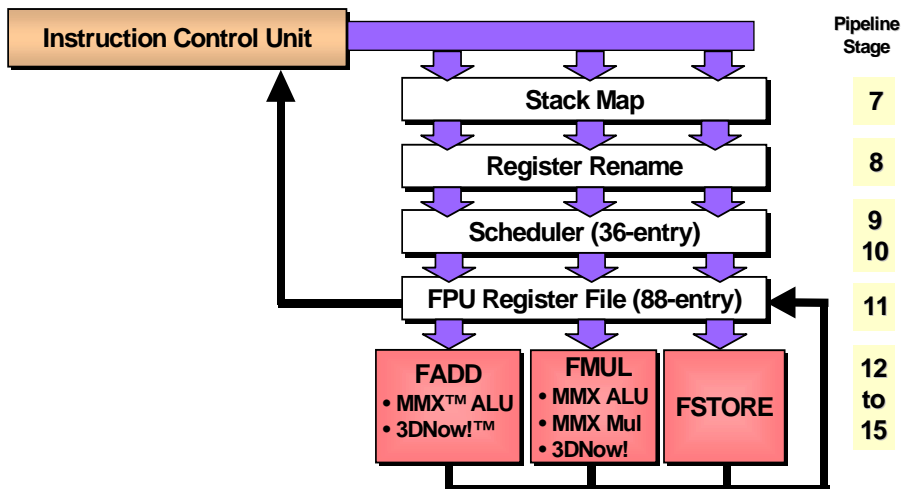 Instruction Control Unit
Pipeline
Stage
Stack Map
7
Register Rename
8
Scheduler (36-entry)
9
10
FPU Register File (88-entry)
11
FADD
• MMX™ ALU
• 3DNow!™
FMUL
• MMX ALU
• MMX Mul
• 3DNow!
FSTORE
12
to
15